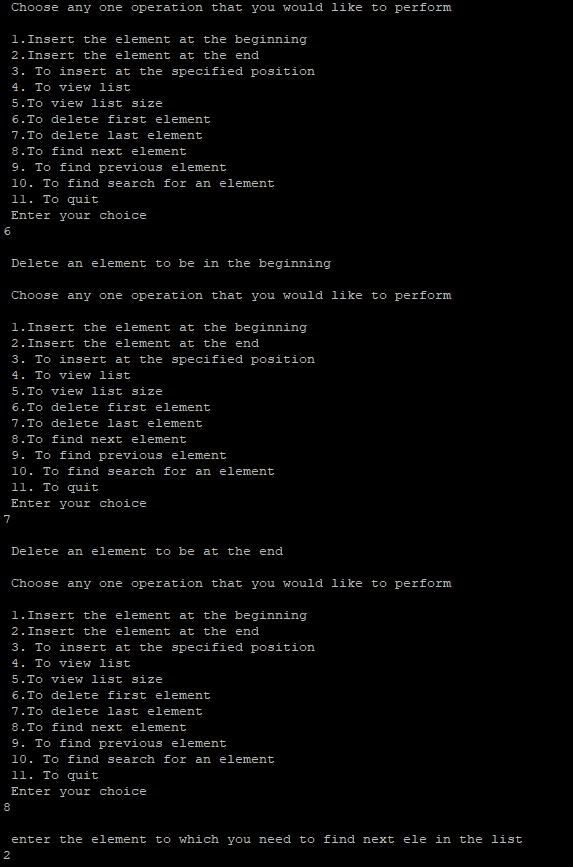 Choose any one operation that you would like to perform
1.Insert the element at the beginning
2.Insert the element at the end
3. To insert at the specified position
4. To view list
5.To view list size
6.To delete first element
7.To delete last element
8.To find next element
9. To find previous element
10. To find search for an element
11. To quit
Enter your choice
6
Delete an element to be in the beginning
Choose any one operation that you would like to perform
1.Insert the element at the beginning
2.Insert the element at the end
3. To insert at the specified position
4. To view list
5.To view list size
6.To delete first element
7.To delete last element
8.To find next element
9. To find previous element
10. To find search for an element
11. To quit
Enter your choice
7
Delete an element to be at the end
Choose any one operation that you would like to perform
1.Insert the element at the beginning
2.Insert the element at the end
3. To insert at the specified position
4. To view list
5.To view list size
6.To delete first element
7.To delete last element
8.To find next element
9. To find previous element
10. To find search for an element
11. To quit
Enter your choice
8
enter the element to which you need to find next ele in the list
2